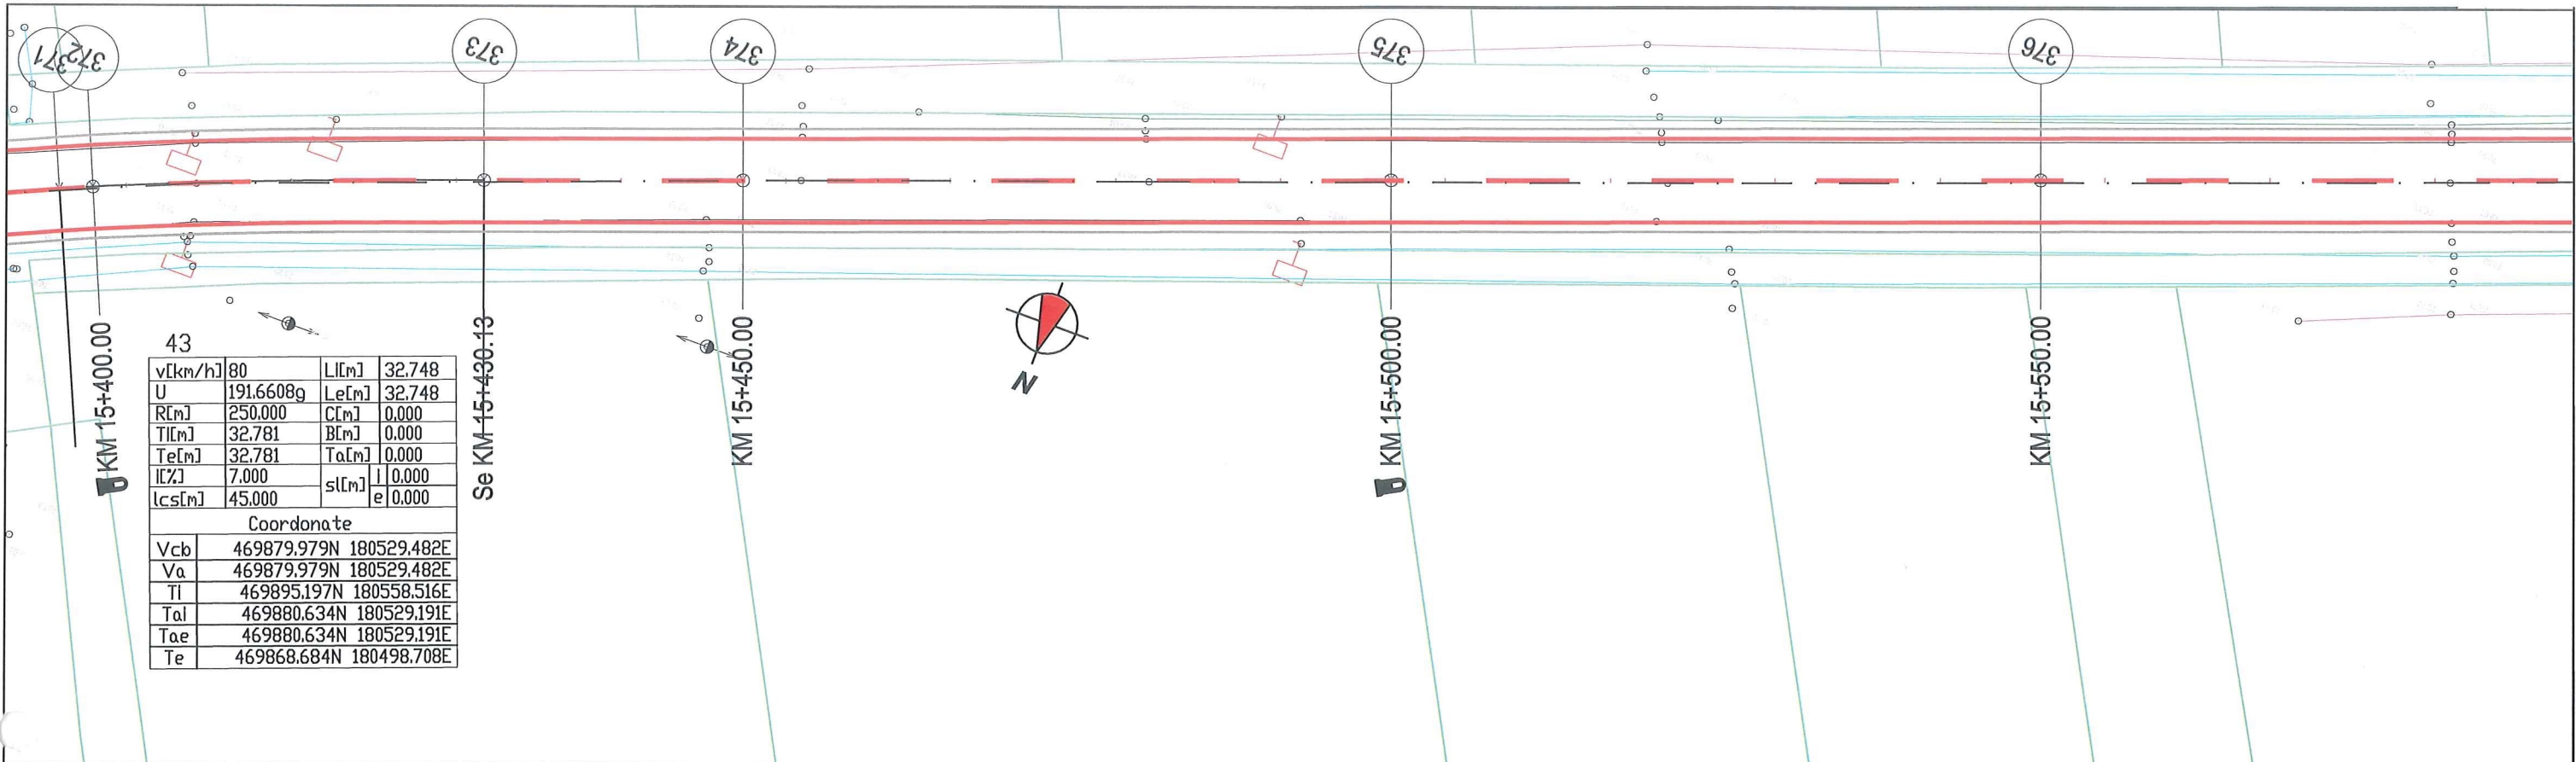 371
372
373
374
375
376
KM 15+400.00
Se KM 15+430.13
KM 15+450.00
KM 15+500.00
KM 15+550.00
N
43
v[km/h] 80 Li[m] 32.748
U 191.6608g Le[m] 32.748
R[m] 250.000 C[m] 0.000
Ti[m] 32.781 B[m] 0.000
Te[m] 32.781 Ta[m] 0.000
i[%] 7.000 sl[m] i 0.000
lcs[m] 45.000 e 0.000
Coordonate
Vcb 469879.979N 180529.482E
Va 469879.979N 180529.482E
Ti 469895.197N 180558.516E
Tai 469880.634N 180529.191E
Tae 469880.634N 180529.191E
Te 469868.684N 180498.708E